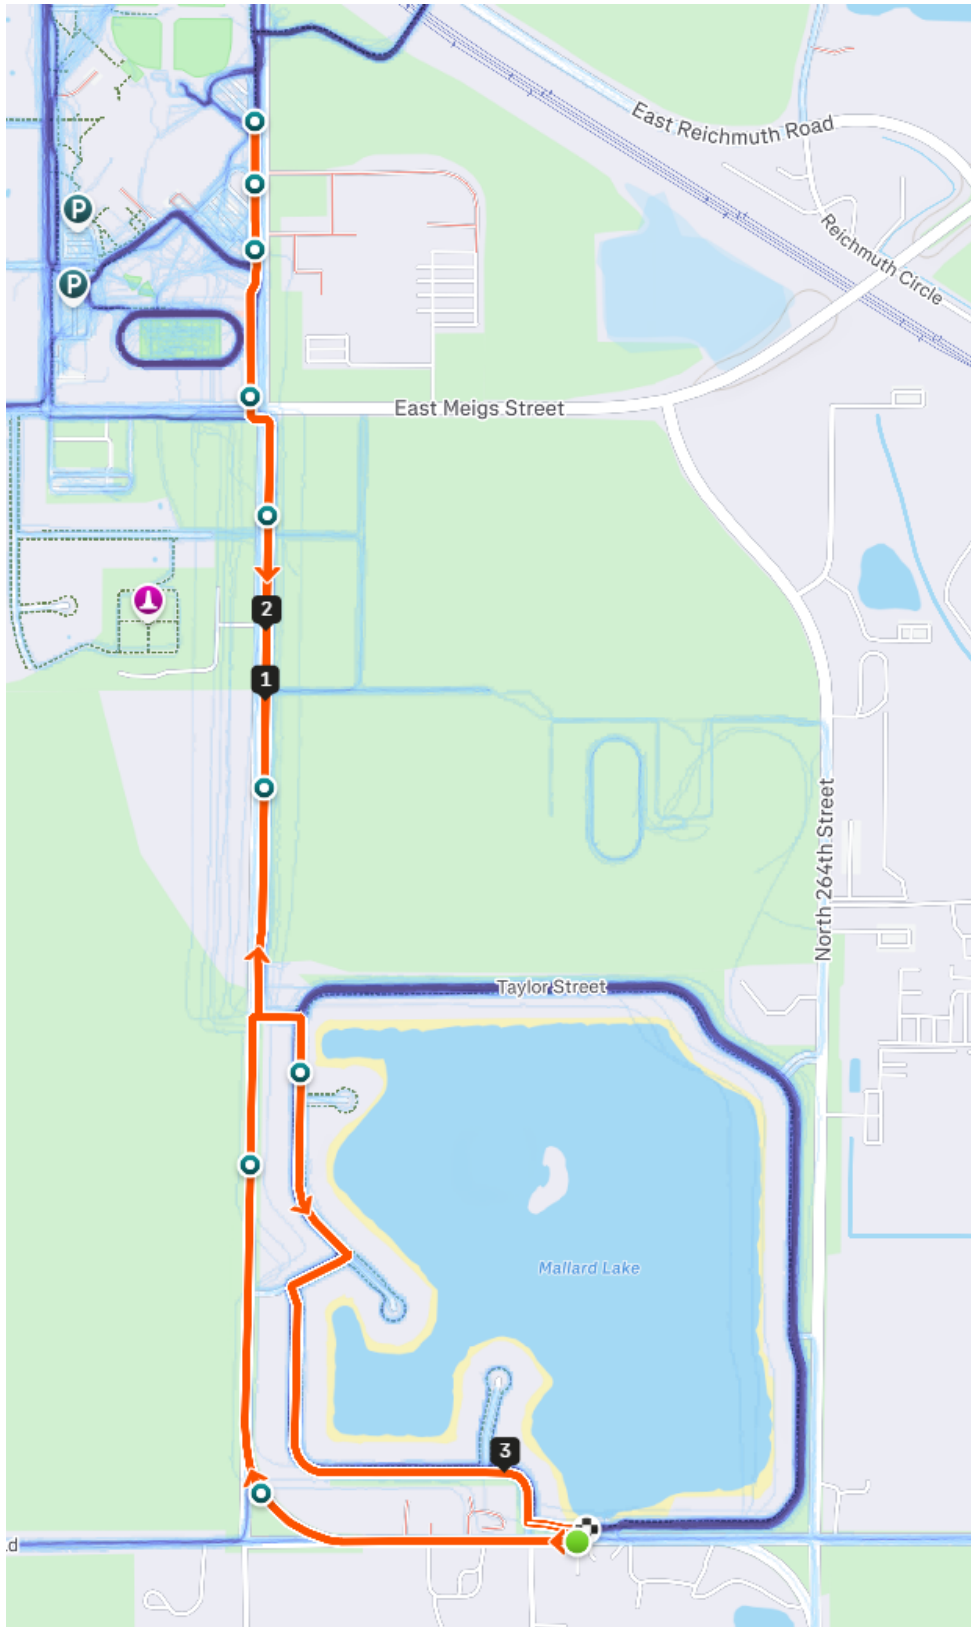 East Reichmuth Road
P
Reichmuth Circle
P
East Meigs Street
2
1
North 264th Street
Taylor Street
Mallard Lake
3
.d